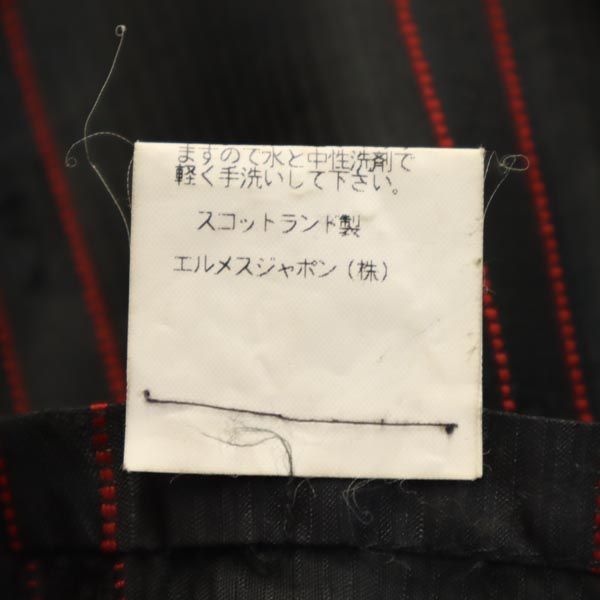 ますので水と中性洗剤で
軽く手洗いして下さい。
スコットランド製
エルメスジャポン(株)